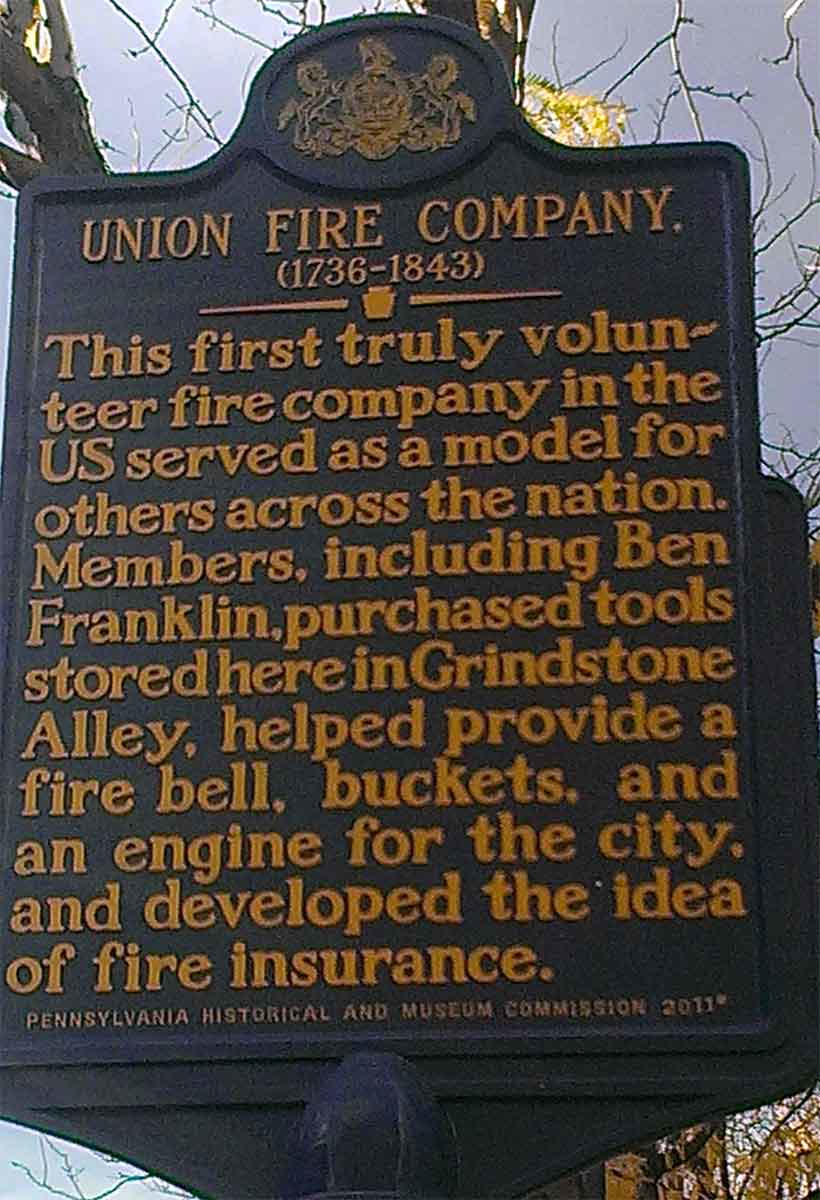 UNION FIRE COMPANY.
(1736-1843)
This first truly volun-
teer fire company in the
US served as a model for
others across the nation.
Members, including Ben
Franklin, purchased tools
stored here in Grindstone
Alley, helped provide a
fire bell, buckets, and
an engine for the city,
and developed the idea
of fire insurance.
PENNSYLVANIA HISTORICAL AND MUSEUM COMMISSION 2011